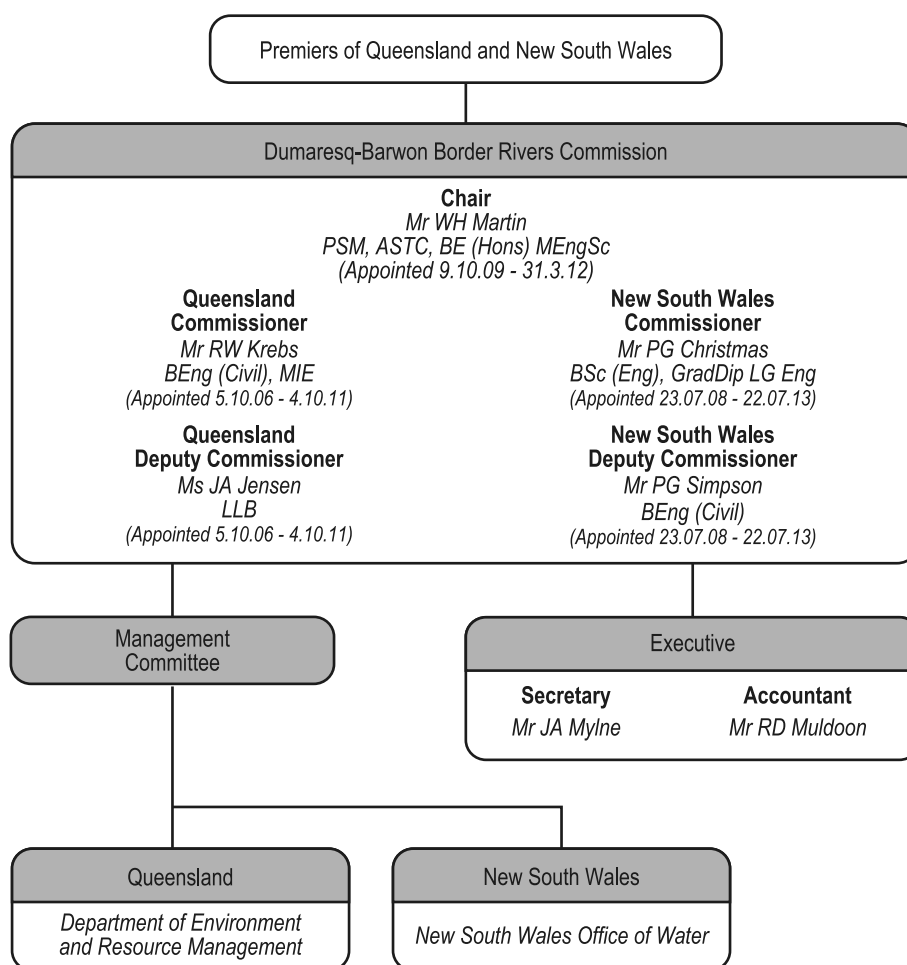 Premiers of Queensland and New South Wales
Dumaresq-Barwon Border Rivers Commission
Chair
Mr WH Martin
PSM, ASTC, BE (Hons) MEngSc
(Appointed 9.10.09 - 31.3.12)
Queensland
Commissioner
Mr RW Krebs
BEng (Civil), MIE
(Appointed 5.10.06 - 4.10.11)
New South Wales
Commissioner
Mr PG Christmas
BSc (Eng), GradDip LG Eng
(Appointed 23.07.08 - 22.07.13)
Queensland
Deputy Commissioner
Ms JA Jensen
LLB
(Appointed 5.10.06 - 4.10.11)
New South Wales
Deputy Commissioner
Mr PG Simpson
BEng (Civil)
(Appointed 23.07.08 - 22.07.13)
Management
Committee
Executive
Secretary
Mr JA Mylne
Accountant
Mr RD Muldoon
Queensland
Department of Environment
and Resource Management
New South Wales
New South Wales Office of Water